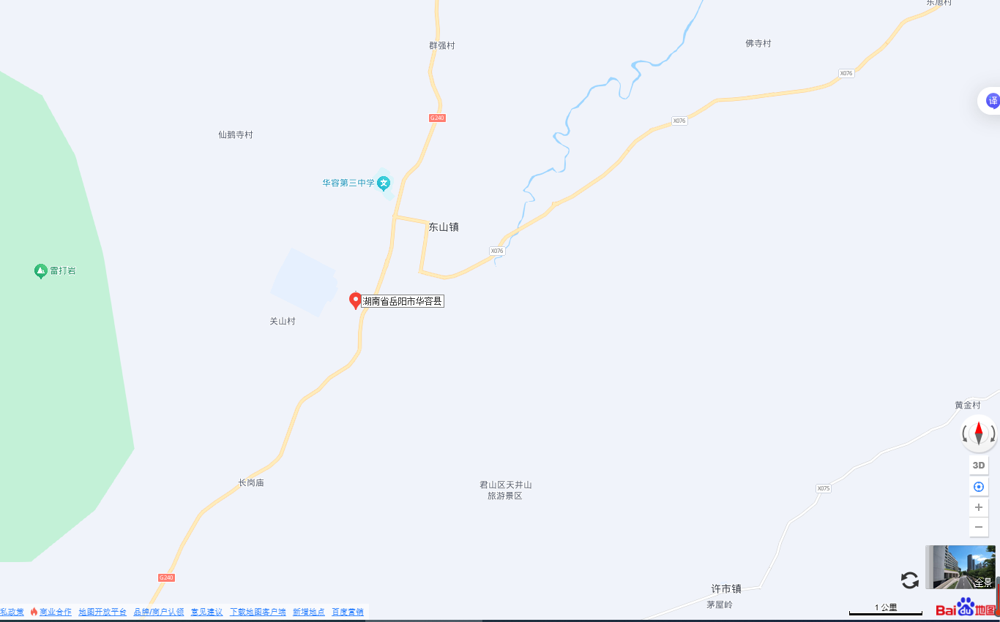 东旭村
群强村
佛寺村
X076
译
G240
X076
仙鹅寺村
华容第三中学
文
东山镇
X076
雷打岩
湖南省岳阳市华容县
关山村
黄金村
3D
长岗庙
君山区天井山
旅游景区
X075
G240
全景
许市镇
茅屋岭
1 公里
Bai du 地图
私政策 商业合作 地图开放平台 品牌/商户认领 意见建议 下载地图客户端 新增地点 百度营销